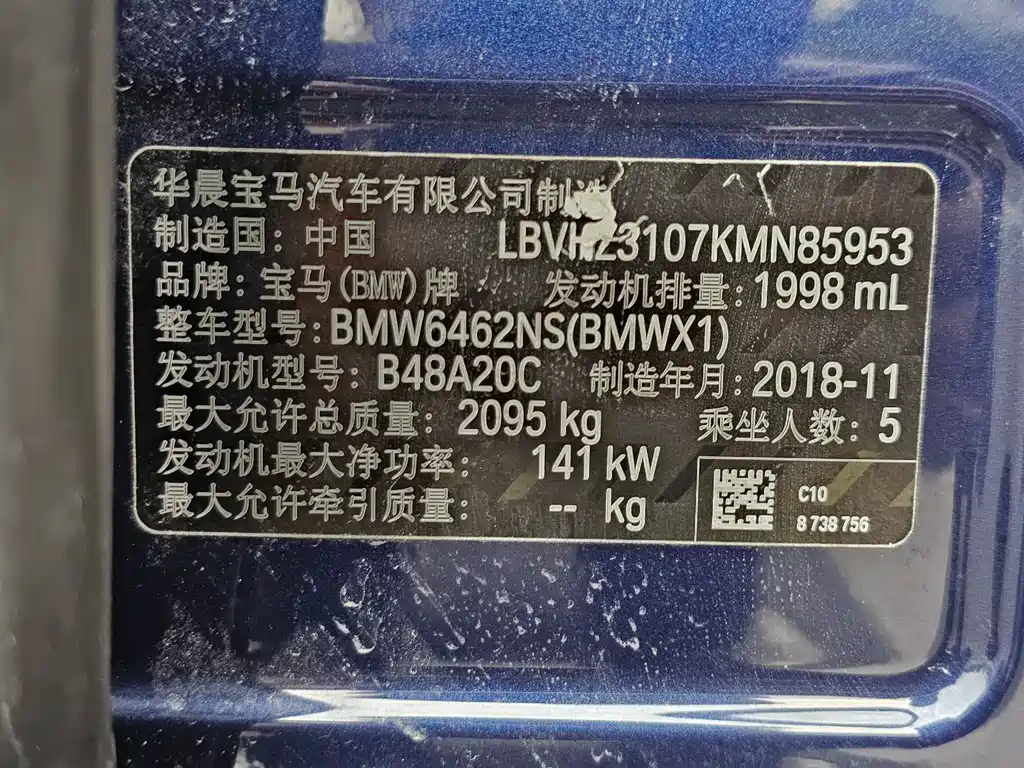 华晨宝马汽车有限公司制造
制造国：中国 LBVHZ3107KMN85953
品牌：宝马(BMW)牌 发动机排量：1998 mL
整车型号：BMW6462NS(BMWX1)
发动机型号：B48A20C 制造年月：2018-11
最大允许总质量：2095 kg 乘坐人数：5
发动机最大净功率：141 kW
最大允许牵引质量：-- kg
C10
8 738 756